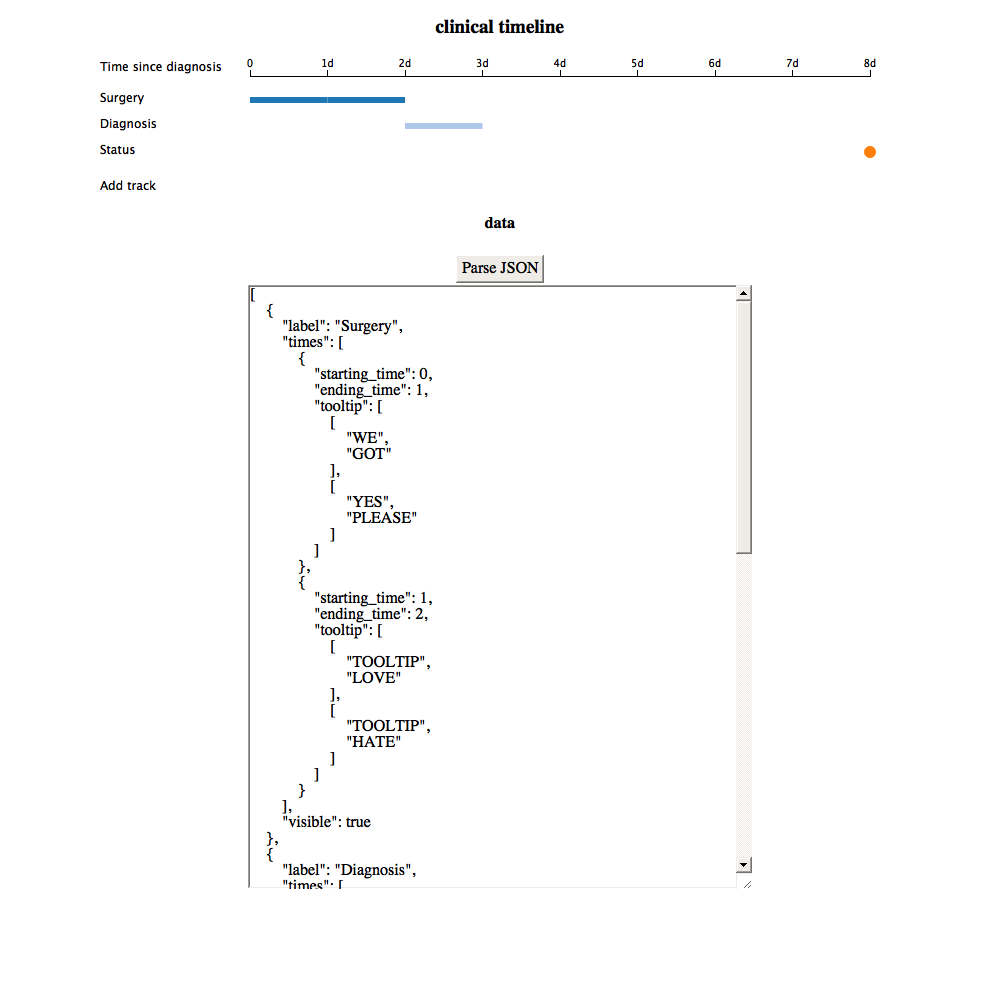 clinical timeline
Time since diagnosis 0 1d 2d 3d 4d 5d 6d 7d 8d
Surgery
Diagnosis
Status
Add track
data
Parse JSON
[
    {
        "label": "Surgery",
        "times": [
            {
                "starting_time": 0,
                "ending_time": 1,
                "tooltip": [
                    [
                        "WE",
                        "GOT"
                    ],
                    [
                        "YES",
                        "PLEASE"
                    ]
                ]
            },
            {
                "starting_time": 1,
                "ending_time": 2,
                "tooltip": [
                    [
                        "TOOLTIP",
                        "LOVE"
                    ],
                    [
                        "TOOLTIP",
                        "HATE"
                    ]
                ]
            }
        ],
        "visible": true
    },
    {
        "label": "Diagnosis",
        "times": [